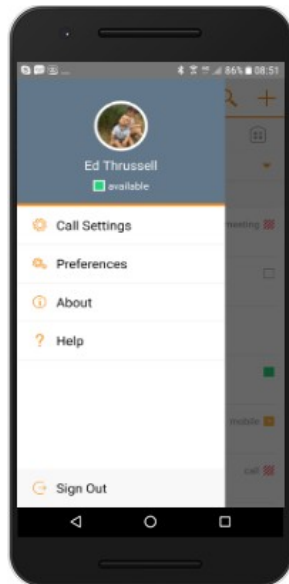 86% 08:51
Ed Thrussell
available
Call Settings
Preferences
About
Help
Sign Out
meeting
mobile
call